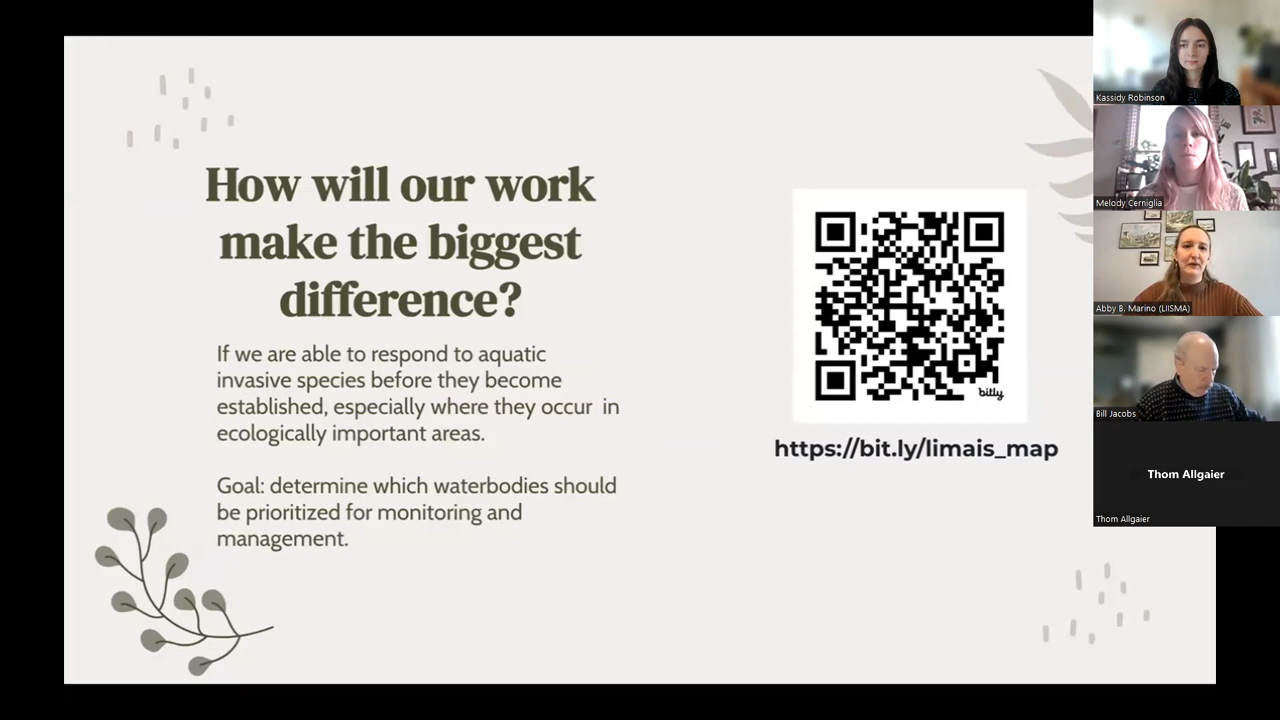 How will our work
make the biggest
difference?
If we are able to respond to aquatic
invasive species before they become
established, especially where they occur in
ecologically important areas.
Goal: determine which waterbodies should
be prioritized for monitoring and
management.
bitly
https://bit.ly/limais_map
Kassidy Robinson
Melody Cerniglia
Abby B. Marino (LIISMA)
Bill Jacobs
Thom Allgaier
Thom Allgaier